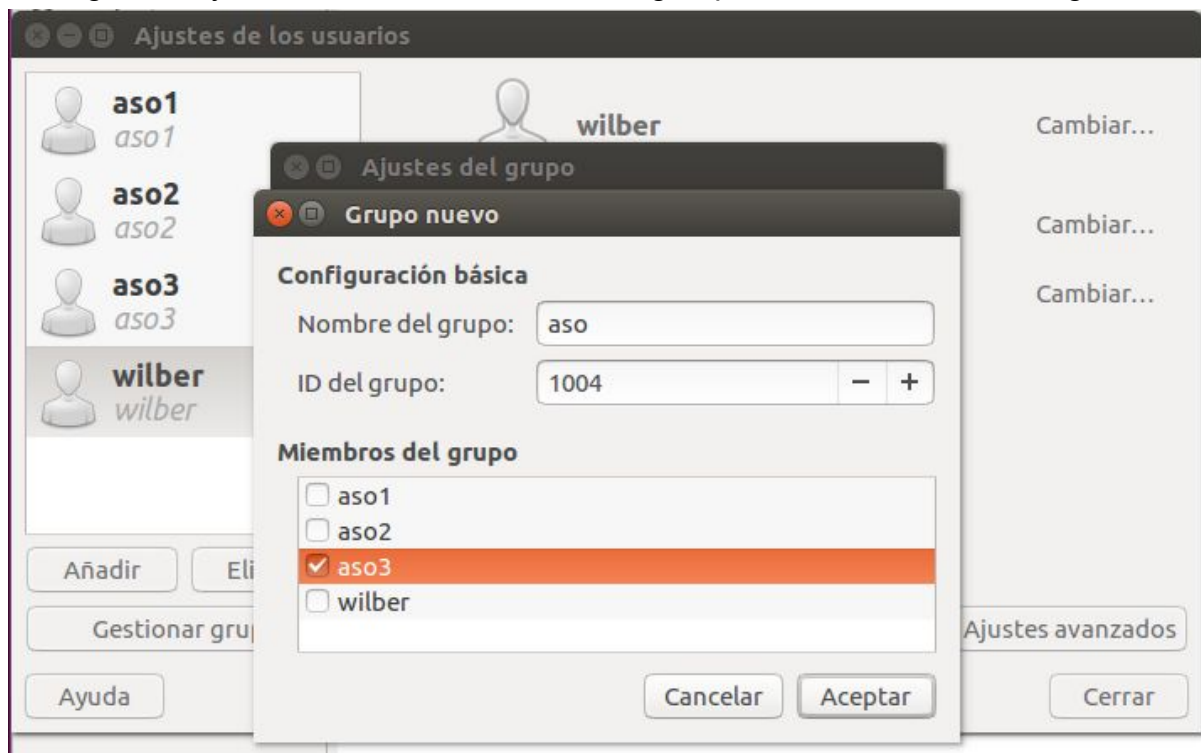 Ajustes de los usuarios
aso1
aso1
aso2
aso2
aso3
aso3
wilber
wilber
Añadir
Gestionar
Ayuda
wilber
Cambiar...
Cambiar...
Cambiar...
Ajustes avanzados
Cerrar
Ajustes del grupo
Grupo nuevo
Configuración básica
Nombre del grupo: aso
ID del grupo: 1004 − +
Miembros del grupo
aso1
aso2
aso3
wilber
Cancelar Aceptar